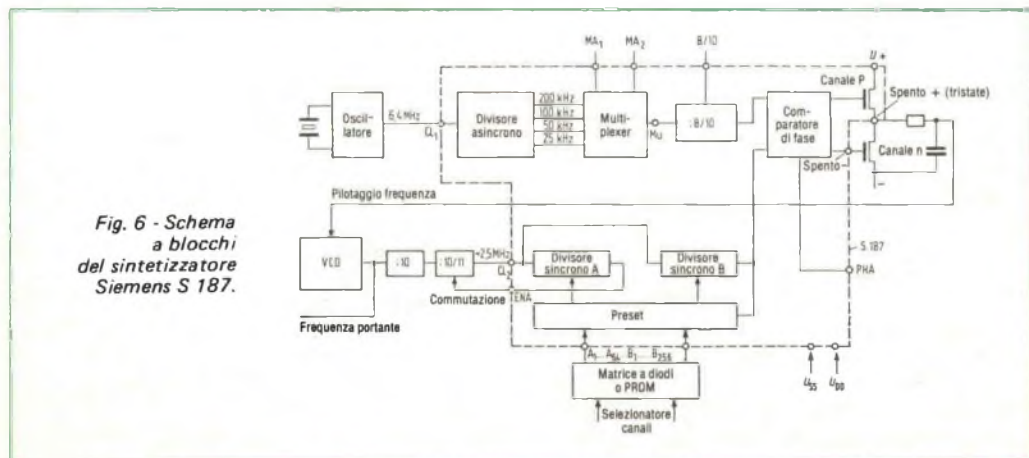 Fig. 6 - Schema
a blocchi
del sintetizzatore
Siemens S 187.
MA1
MA2
8/10
U+
Canale P
Spento + (tristate)
Oscil-
latore
6,4 MHz
Q1
Divisore
asincrono
200 kHz
100 kHz
50 kHz
25 kHz
Multi-
plexer
MU
:8/10
Com-
paratore
di fase
Canale n
Spento-
-
Pilotaggio frequenza
VCO
:10
:10/11
~25MHz
Q2
Divisore
sincrono A
Divisore
sincrono B
S 187
PHA
Commutazione
ENA
Preset
Frequenza portante
A1 A64 B1 B256
Matrice a diodi
o PROM
USS
UDD
Selezionatore
canali